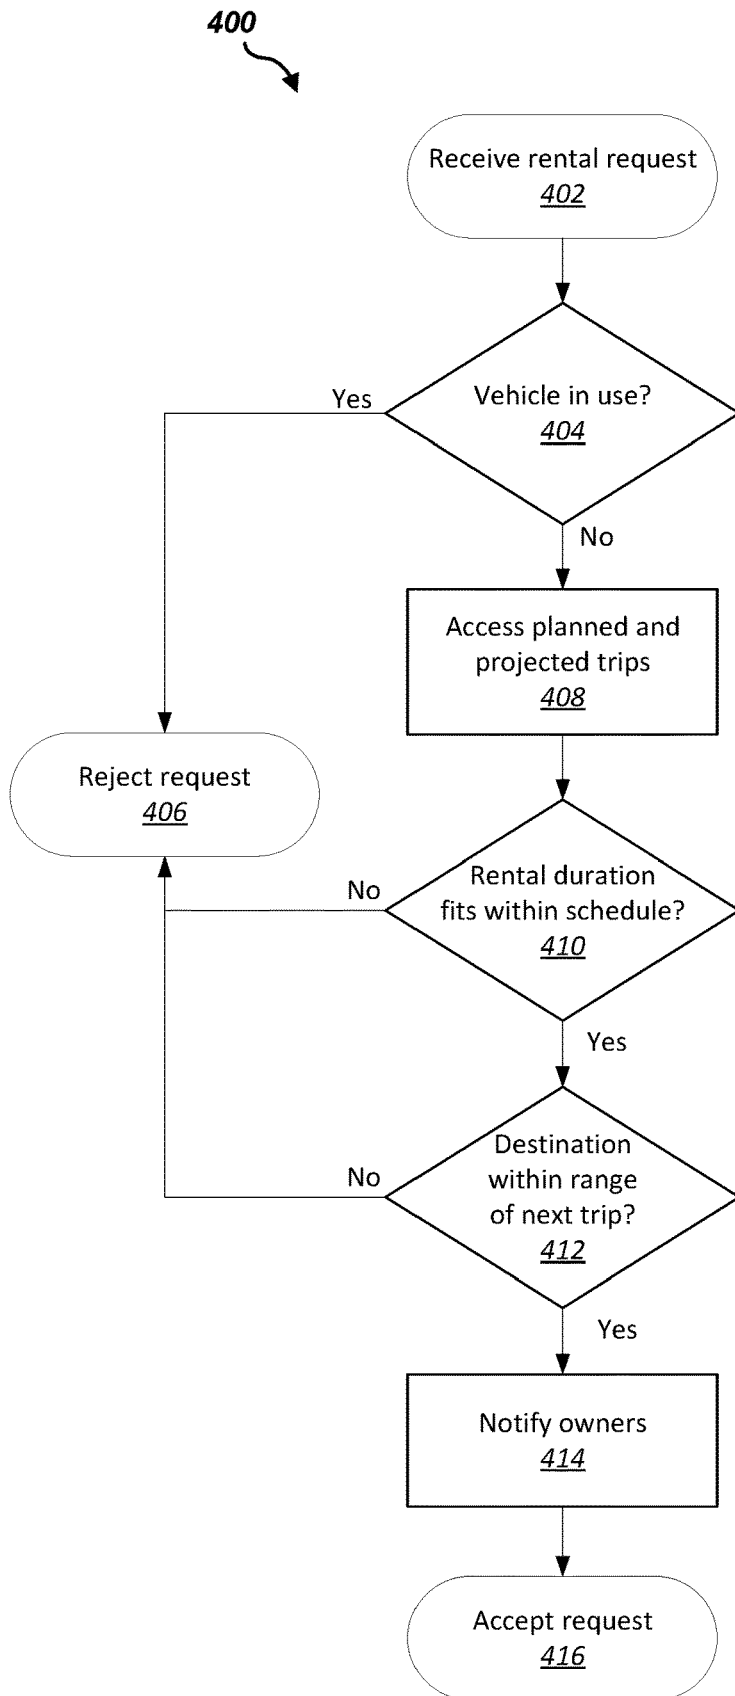 400
Receive rental request
402
Vehicle in use?
404
Yes
No
Access planned and
projected trips
408
Reject request
406
Rental duration
fits within schedule?
410
No
Yes
Destination
within range
of next trip?
412
No
Yes
Notify owners
414
Accept request
416